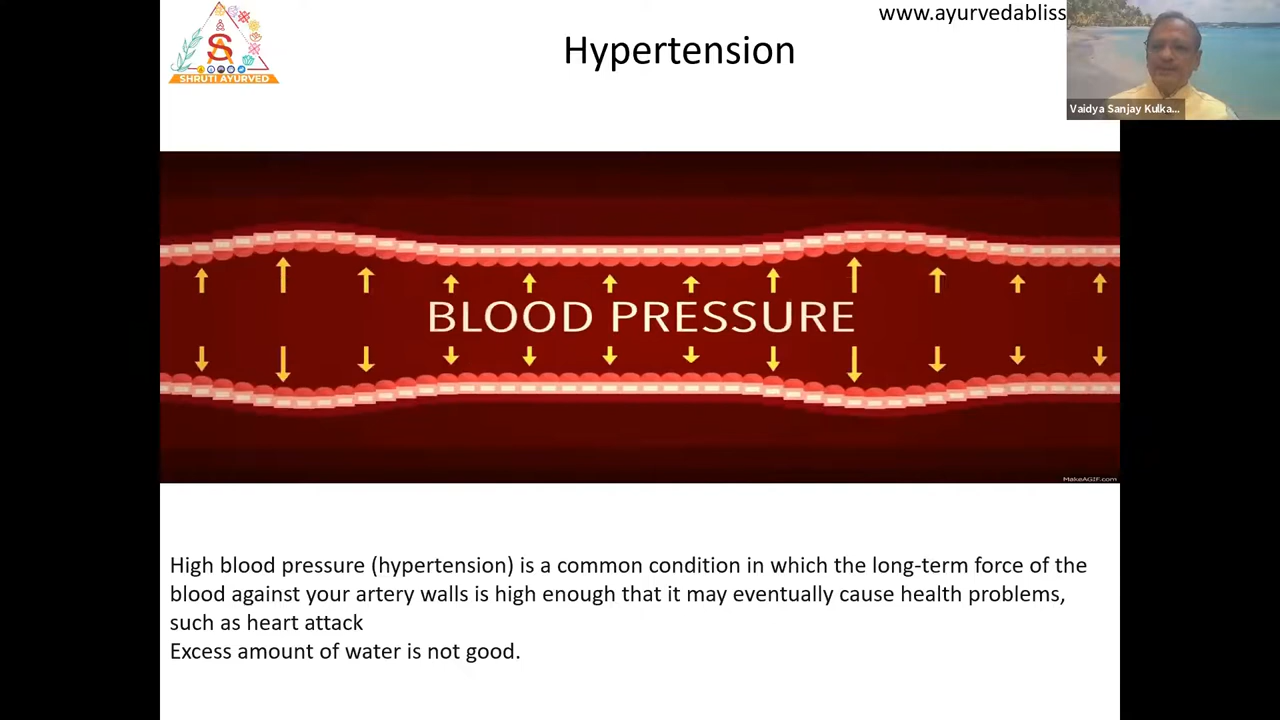 www.ayurvedabliss
Hypertension
SA
SHRUTI AYURVED
Vaidya Sanjay Kulka...
BLOOD PRESSURE
MakeAGIF.com
High blood pressure (hypertension) is a common condition in which the long-term force of the
blood against your artery walls is high enough that it may eventually cause health problems,
such as heart attack
Excess amount of water is not good.